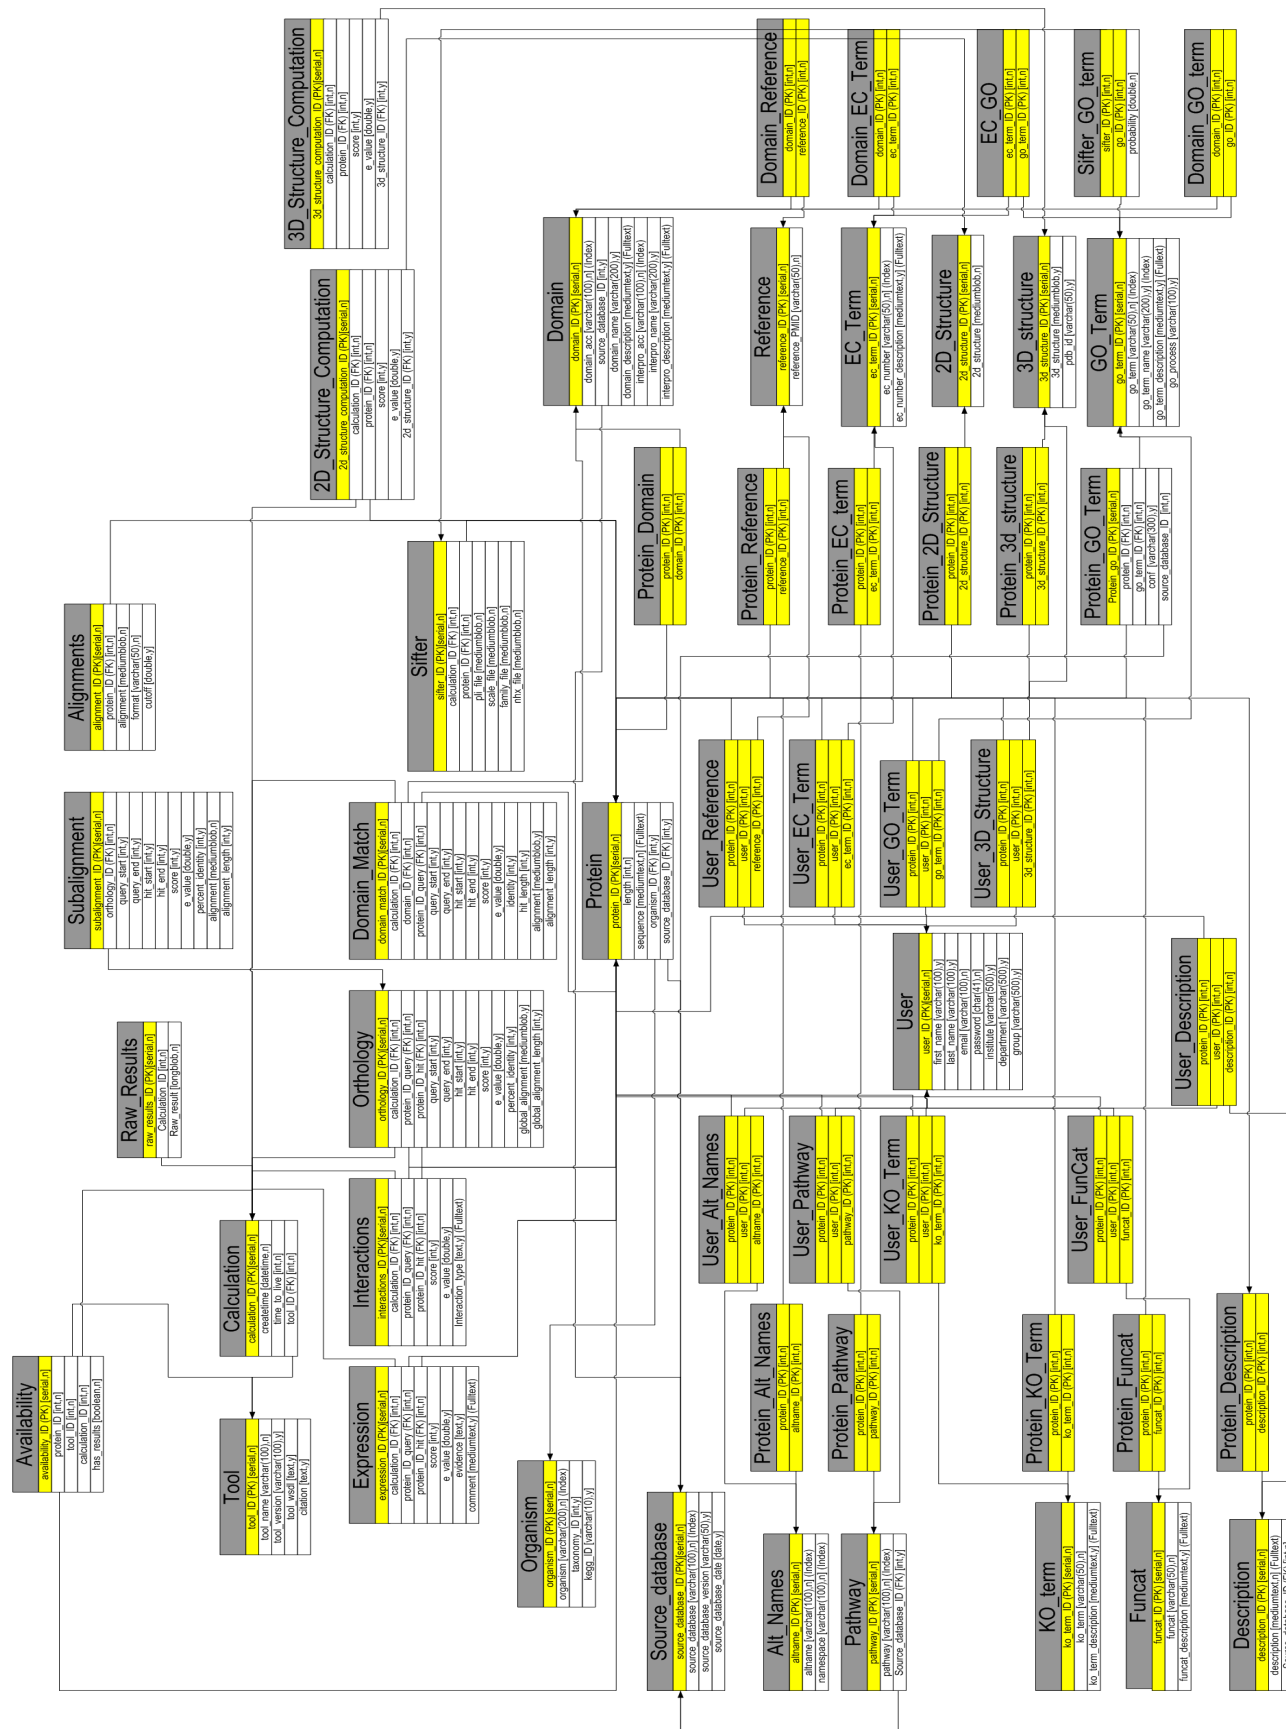 Availability
availability_ID (PK) [serial,n]
protein_ID [int,n]
tool_ID [int,n]
calculation_ID [int,n]
has_results [boolean,n]
Raw_Results
raw_results_ID (PK)[serial,n]
Calculation_ID [int,n]
Raw_result [longblob,n]
Subalignment
subalignment_ID (PK)[serial,n]
orthology_ID (FK) [int,n]
query_start [int,y]
query_end [int,y]
hit_start [int,y]
hit_end [int,y]
score [int,y]
e_value [double,y]
percent_identity [int,y]
alignment [mediumblob,n]
alignment_length [int,y]
Alignments
alignment_ID (PK)[serial,n]
protein_ID (FK) [int,n]
alignment [mediumblob,n]
format [varchar(50),n]
cutoff [double,y]
Tool
tool_ID (PK) [serial,n]
tool_name [varchar(100),n]
tool_version [varchar(100),y]
tool_wsdl [text,y]
citation [text,y]
Calculation
calculation_ID (PK)[serial,n]
createtime [datetime,n]
time_to_live [int,n]
tool_ID (FK) [int,n]
2D_Structure_Computation
2d_structure_computation_ID (PK)[serial,n]
calculation_ID (FK) [int,n]
protein_ID (FK) [int,n]
score [int,y]
e_value [double,y]
2d_structure_ID (FK) [int,y]
3D_Structure_Computation
3d_structure_computation_ID (PK)[serial,n]
calculation_ID (FK) [int,n]
protein_ID (FK) [int,n]
score [int,y]
e_value [double,y]
3d_structure_ID (FK) [int,y]
Expression
expression_ID (PK)[serial,n]
calculation_ID (FK) [int,n]
protein_ID_query (FK) [int,n]
protein_ID_hit (FK) [int,n]
score [int,y]
e_value [double,y]
evidence [text,y]
comment [mediumtext,y] (Fulltext)
Interactions
interactions_ID (PK)[serial,n]
calculation_ID (FK) [int,n]
protein_ID_query (FK) [int,n]
protein_ID_hit (FK) [int,n]
score [int,y]
e_value [double,y]
Interaction_type [text,y] (Fulltext)
Orthology
orthology_ID (PK)[serial,n]
calculation_ID (FK) [int,n]
protein_ID_query (FK) [int,n]
protein_ID_hit (FK) [int,n]
query_start [int,y]
query_end [int,y]
hit_start [int,y]
hit_end [int,y]
score [int,y]
e_value [double,y]
percent_identity [int,y]
global_alignment [mediumblob,y]
global_alignment_length [int,y]
Domain_Match
domain_match_ID (PK)[serial,n]
calculation_ID (FK) [int,n]
domain_ID (FK) [int,n]
protein_ID_query (FK) [int,n]
query_start [int,y]
query_end [int,y]
hit_start [int,y]
hit_end [int,y]
score [int,y]
e_value [double,y]
identity [int,y]
hit_length [int,y]
alignment [mediumblob,y]
alignment_length [int,y]
Sifter
sifter_ID (PK)[serial,n]
calculation_ID (FK) [int,n]
protein_ID (FK) [int,n]
pli_file [mediumblob,n]
scale_file [mediumblob,n]
family_file [mediumblob,n]
nhx_file [mediumblob,n]
Organism
organism_ID (PK) [serial,n]
organism [varchar(200),n] (Index)
taxonomy_ID [int,y]
kegg_ID [varchar(10),y]
Protein
protein_ID (PK)[serial,n]
length [int,n]
sequence [mediumtext,n] (Fulltext)
organism_ID (FK) [int,y]
source_database_ID (FK)[int,y]
Domain
domain_ID (PK) [serial,n]
domain_acc [varchar(100),n] (Index)
source_database_ID [int,y]
domain_name [varchar(200),y]
domain_description [mediumtext,y] (Fulltext)
interpro_acc [varchar(100),n] (Index)
interpro_name [varchar(200),y]
interpro_description [mediumtext,y] (Fulltext)
Source_database
source_database_ID (PK)[serial,n]
source_database [varchar(100),n] (Index)
source_database_version [varchar(50),y]
source_database_date [date,y]
Protein_Domain
protein_ID (PK) [int,n]
domain_ID (PK) [int,n]
Alt_Names
altname_ID (PK) [serial,n]
altname [varchar(100),n] (Index)
namespace [varchar(100),n] (Index)
Protein_Alt_Names
protein_ID (PK) [int,n]
altname_ID (PK) [int,n]
User_Alt_Names
protein_ID (PK) [int,n]
user_ID (PK) [int,n]
altname_ID (PK) [int,n]
User_Reference
protein_ID (PK) [int,n]
user_ID (PK) [int,n]
reference_ID (PK) [int,n]
Protein_Reference
protein_ID (PK) [int,n]
reference_ID (PK) [int,n]
Reference
reference_ID (PK) [serial,n]
reference_PMID [varchar(50),n]
Domain_Reference
domain_ID (PK) [int,n]
reference_ID (PK) [int,n]
Pathway
pathway_ID (PK) [serial,n]
pathway [varchar(100),n] (Index)
Source_database_ID (FK) [int,y]
Protein_Pathway
protein_ID (PK) [int,n]
pathway_ID (PK) [int,n]
User_Pathway
protein_ID (PK) [int,n]
user_ID (PK) [int,n]
pathway_ID (PK) [int,n]
User_EC_Term
protein_ID (PK) [int,n]
user_ID (PK) [int,n]
ec_term_ID (PK) [int,n]
Protein_EC_term
protein_ID (PK) [int,n]
ec_term_ID (PK) [int,n]
EC_Term
ec_term_ID (PK) [serial,n]
ec_number [varchar(50),n] (Index)
ec_number_description [mediumtext,y] (Fulltext)
Domain_EC_Term
domain_ID (PK) [int,n]
ec_term_ID (PK) [int,n]
User_KO_Term
protein_ID (PK) [int,n]
user_ID (PK) [int,n]
ko_term_ID (PK) [int,n]
User
user_ID (PK)[serial,n]
first_name [varchar(100),y]
last_name [varchar(100),y]
email [varchar(100),n]
password [char(41),n]
institute [varchar(500),y]
department [varchar(500),y]
group [varchar(500),y]
User_GO_Term
protein_ID (PK) [int,n]
user_ID (PK) [int,n]
go_term_ID (PK) [int,n]
Protein_2D_Structure
protein_ID (PK) [int,n]
2d_structure_ID (PK) [int,n]
2D_Structure
2d_structure_ID (PK) [serial,n]
2d_structure [mediumblob,n]
EC_GO
ec_term_ID (PK) [int,n]
go_term_ID (PK) [int,n]
User_3D_Structure
protein_ID (PK) [int,n]
user_ID (PK) [int,n]
3d_structure_ID (PK) [int,n]
Protein_3d_structure
protein_ID (PK) [int,n]
3d_structure_ID (PK) [int,n]
3D_structure
3d_structure_ID (PK) [serial,n]
3d_structure [mediumblob,n]
pdb_id [varchar(50),y]
KO_term
ko_term_ID (PK) [serial,n]
ko_term [varchar(50),n]
ko_term_description [mediumtext,y] (Fulltext)
Protein_KO_Term
protein_ID (PK) [int,n]
ko_term_ID (PK) [int,n]
User_FunCat
protein_ID (PK) [int,n]
user_ID (PK) [int,n]
funcat_ID (PK) [int,n]
Protein_GO_Term
Protein_go_ID (PK) [serial,n]
protein_ID (FK) [int,n]
go_term_ID (FK) [int,n]
conf [varchar(300),y]
source_database_ID [int,n]
GO_Term
go_term_ID (PK) [serial,n]
go_term [varchar(50),n] (Index)
go_term_name [varchar(200),y] (Index)
go_term_description [mediumtext,y] (Fulltext)
go_process [varchar(100),y]
Sifter_GO_term
sifter_ID (PK) [int,n]
go_ID (PK) [int,n]
probability [double,n]
Funcat
funcat_ID (PK) [serial,n]
funcat [varchar(50),n]
funcat_description [mediumtext,y] (Fulltext)
Protein_Funcat
protein_ID (PK) [int,n]
funcat_ID (PK) [int,n]
User_Description
protein_ID (PK) [int,n]
user_ID (PK) [int,n]
description_ID (PK) [int,n]
Domain_GO_term
domain_ID (PK) [int,n]
go_ID (PK) [int,n]
Description
description_ID (PK) [serial,n]
description [mediumtext,n] (Fulltext)
Protein_Description
protein_ID (PK) [int,n]
description_ID (PK) [int,n]